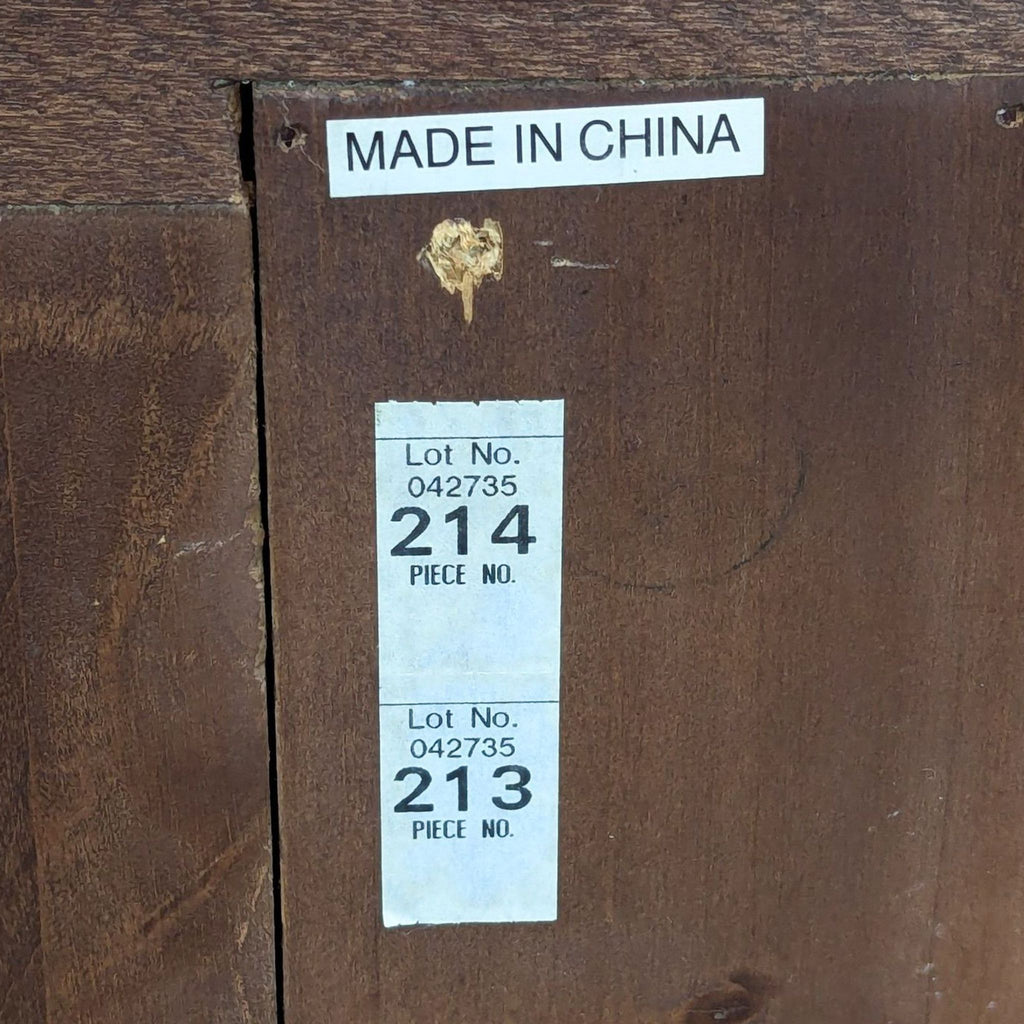 MADE IN CHINA
Lot No.
042735
214
PIECE NO.
Lot No.
042735
213
PIECE NO.